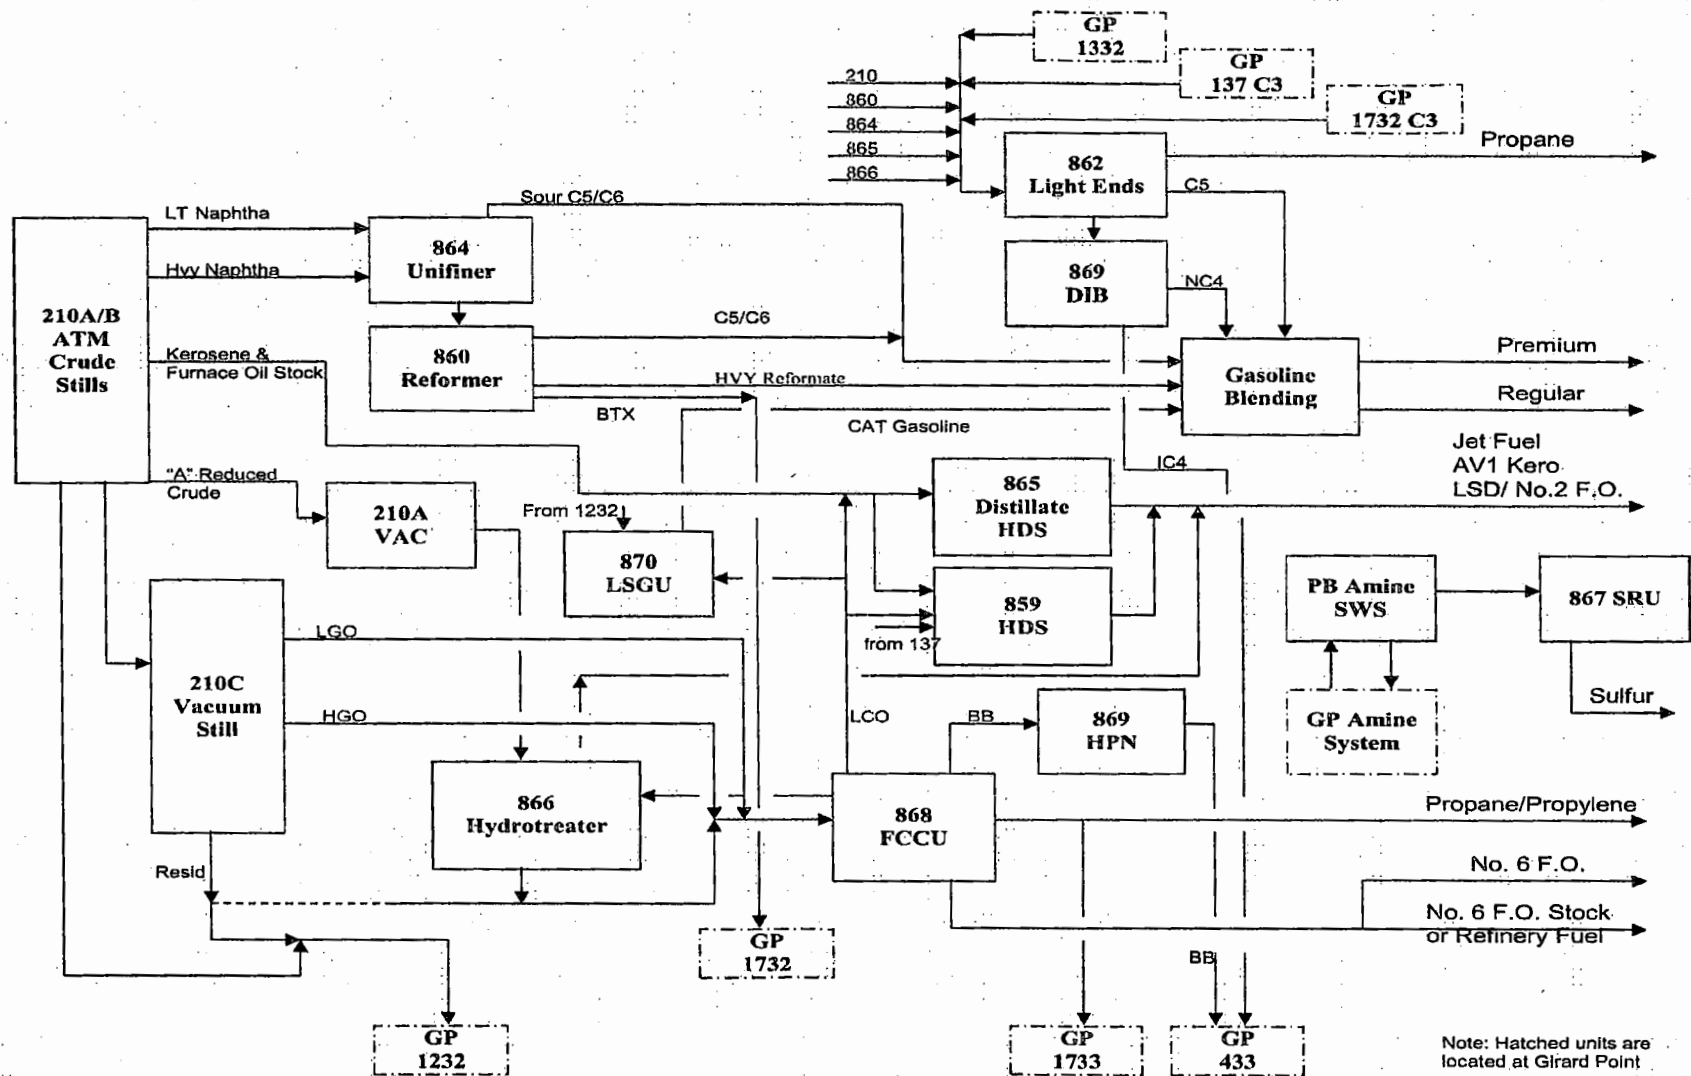 GP
1332
GP
137 C3
GP
1732 C3
210
860
864
865
866
862
Light Ends
Propane
C5
Sour C5/C6
LT Naphtha
864
Unifiner
Hvy Naphtha
869
DIB
NC4
210A/B
ATM
Crude
Stills
C5/C6
860
Reformer
Kerosene &
Furnace Oil Stock
HVY Reformate
BTX
CAT Gasoline
Gasoline
Blending
Premium
Regular
Jet Fuel
AV1 Kero
LSD/ No.2 F.O.
IC4
"A" Reduced
Crude
210A
VAC
From 1232
865
Distillate
HDS
870
LSGU
859
HDS
from 137
PB Amine
SWS
867 SRU
LGO
210C
Vacuum
Still
HGO
LCO
BB
869
HPN
GP Amine
System
Sulfur
866
Hydrotreater
868
FCCU
Propane/Propylene
Resid
No. 6 F.O.
No. 6 F.O. Stock
or Refinery Fuel
GP
1732
BB
GP
1232
GP
1733
GP
433
Note: Hatched units are
located at Girard Point